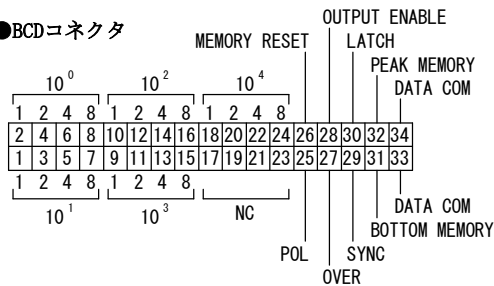 ●BCDコネクタ
OUTPUT ENABLE
MEMORY RESET LATCH
PEAK MEMORY
DATA COM
10⁰ 10² 10⁴
1 2 4 8 1 2 4 8 1 2 4 8
2 4 6 8 10 12 14 16 18 20 22 24 26 28 30 32 34
1 3 5 7 9 11 13 15 17 19 21 23 25 27 29 31 33
1 2 4 8 1 2 4 8
10¹ 10³ NC
DATA COM
BOTTOM MEMORY
POL SYNC
OVER